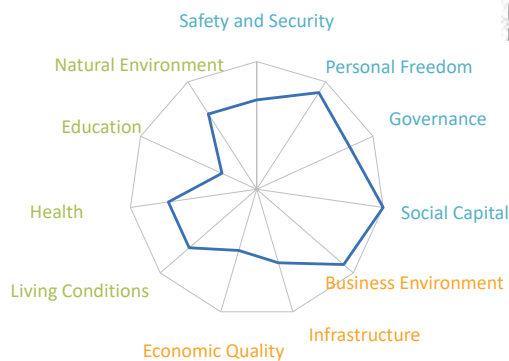 Safety and Security
Natural Environment
Personal Freedom
Governance
Education
Health
Social Capital
Business Environment
Living Conditions
Infrastructure
Economic Quality